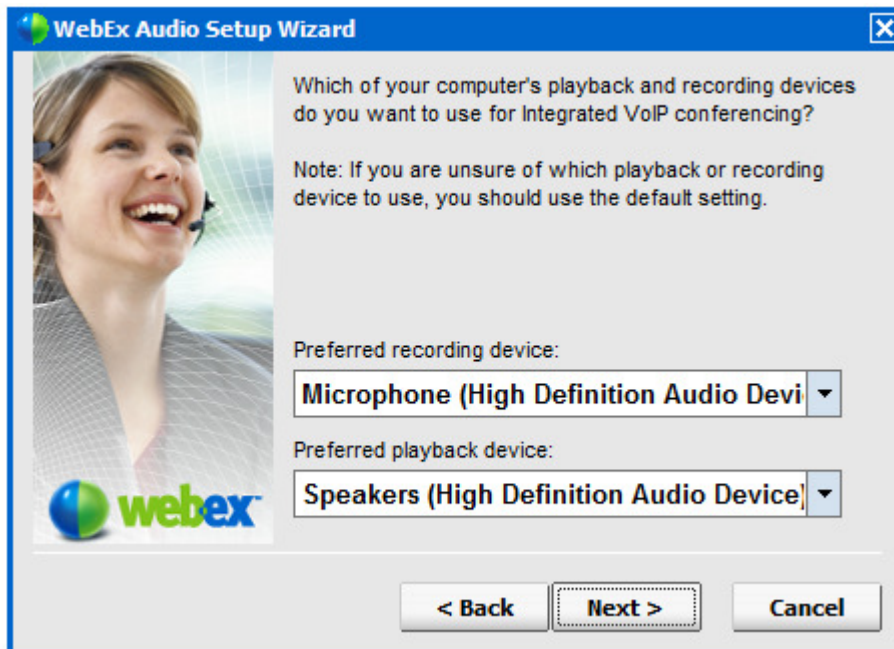 WebEx Audio Setup Wizard
Which of your computer's playback and recording devices
do you want to use for Integrated VoIP conferencing?
Note: If you are unsure of which playback or recording
device to use, you should use the default setting.
Preferred recording device:
Microphone (High Definition Audio Devi
Preferred playback device:
Speakers (High Definition Audio Device)
webex
< Back
Next >
Cancel